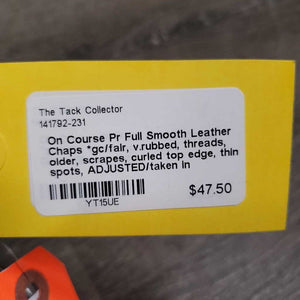 The Tack Collector
141792-231
On Course Pr Full Smooth Leather
Chaps *gc/fair, v.rubbed, threads,
older, scrapes, curled top edge, thin
spots, ADJUSTED/taken in
$47.50
YT15UE